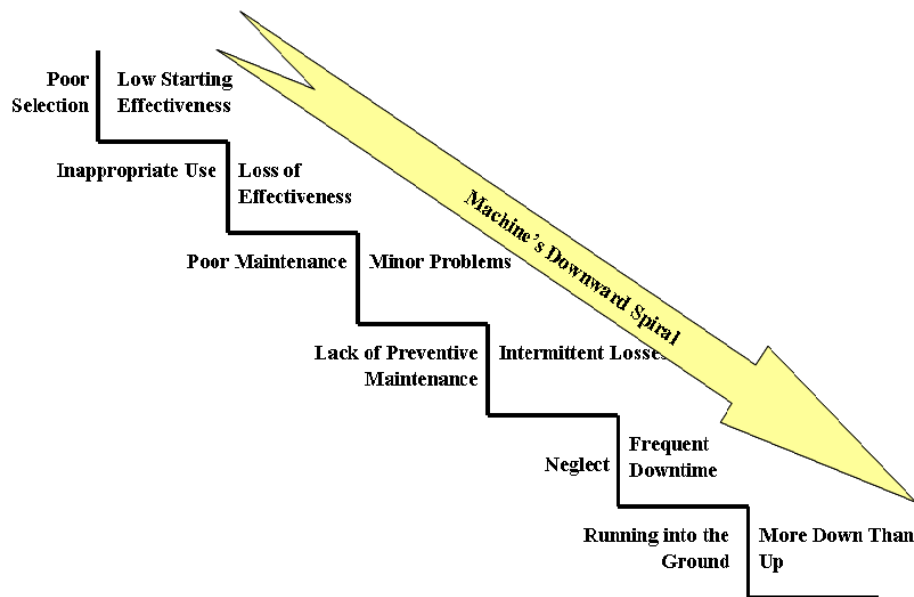 Poor
Selection
Low Starting
Effectiveness
Inappropriate Use
Loss of
Effectiveness
Machine's Downward Spiral
Poor Maintenance
Minor Problems
Lack of Preventive
Maintenance
Intermittent Losses
Neglect
Frequent
Downtime
Running into the
Ground
More Down Than
Up